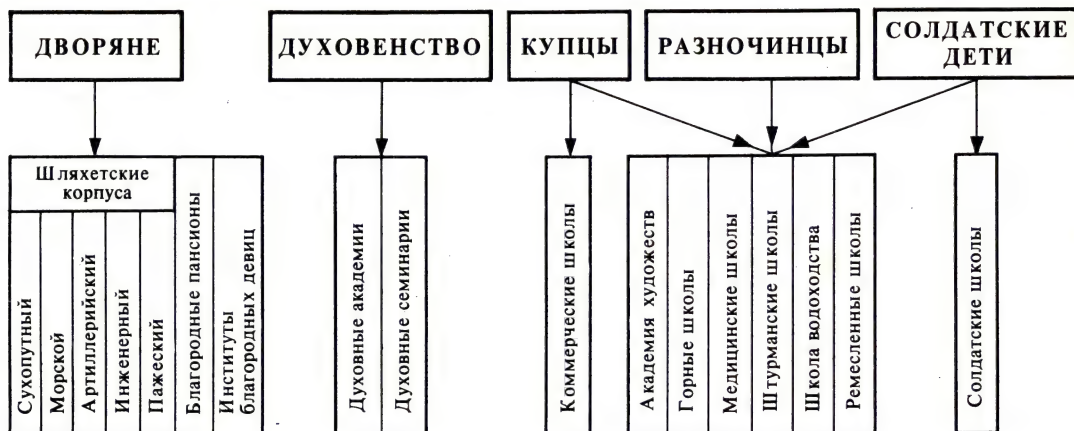 ДВОРЯНЕ
ДУХОВЕНСТВО
КУПЦЫ
РАЗНОЧИНЦЫ
СОЛДАТСКИЕ
ДЕТИ
Шляхетские
корпуса
Сухопутный
Морской
Артиллерийский
Инженерный
Пажеский
Благородные пансионы
Институты
благородных девиц
Духовные академии
Духовные семинарии
Коммерческие школы
Академия художеств
Горные школы
Медицинские школы
Штурманские школы
Школа водоходства
Ремесленные школы
Солдатские школы